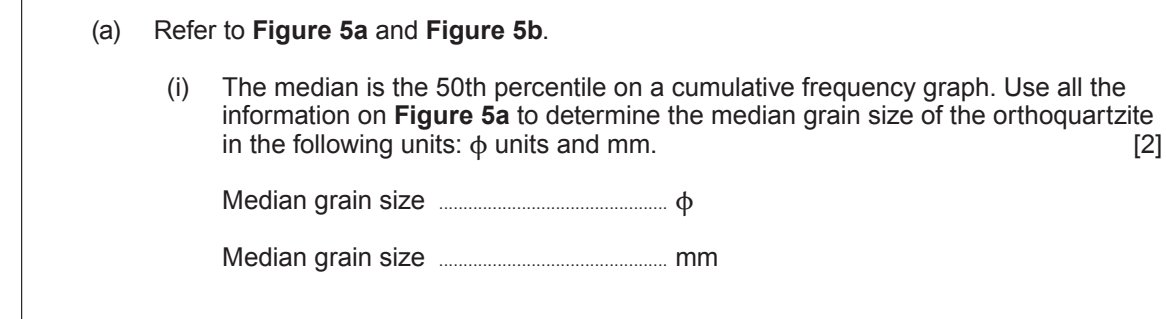 (a) Refer to Figure 5a and Figure 5b.
(i) The median is the 50th percentile on a cumulative frequency graph. Use all the
information on Figure 5a to determine the median grain size of the orthoquartzite
in the following units: ϕ units and mm. [2]
Median grain size ................................................ ϕ
Median grain size ................................................ mm